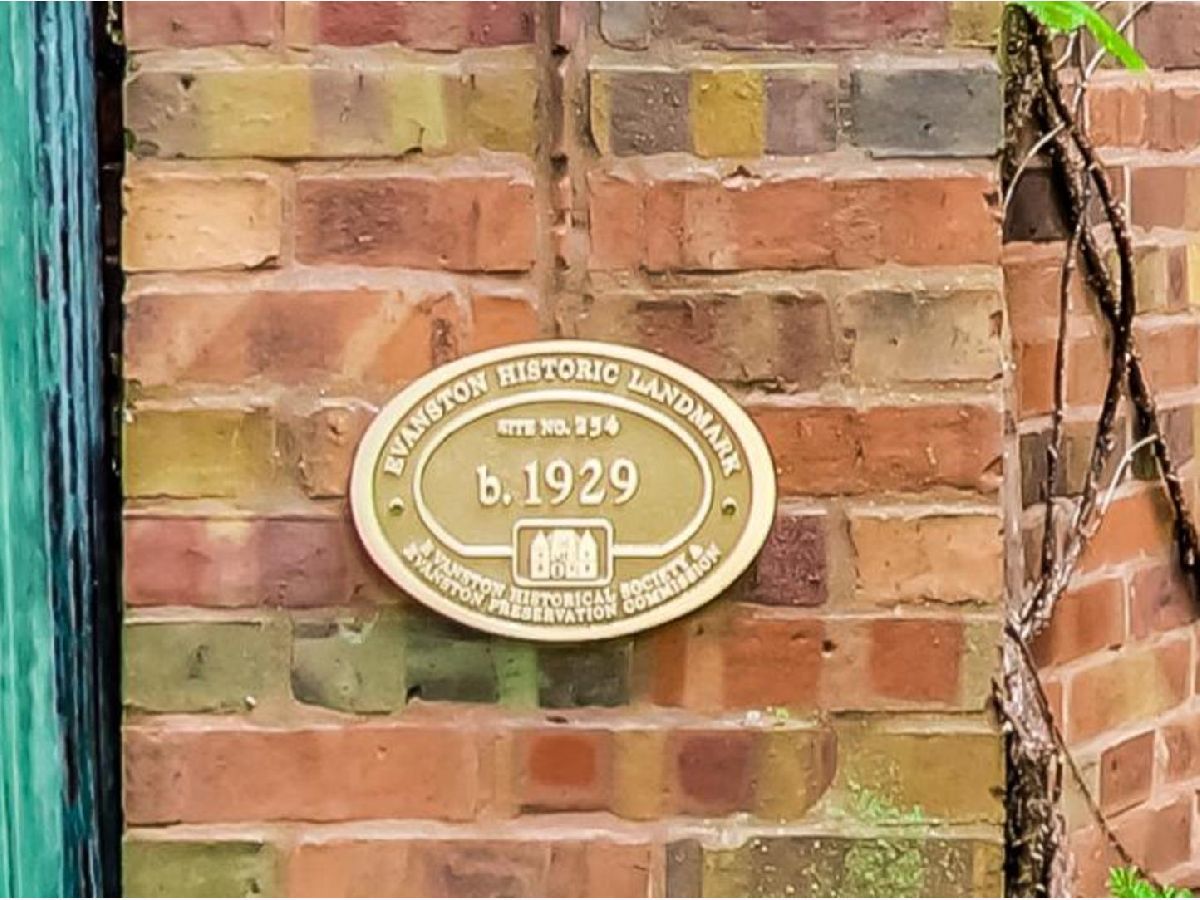 EVANSTON HISTORIC LANDMARK
SITE NO. 254
b. 1929
EVANSTON HISTORICAL SOCIETY &
EVANSTON PRESERVATION COMMISSION